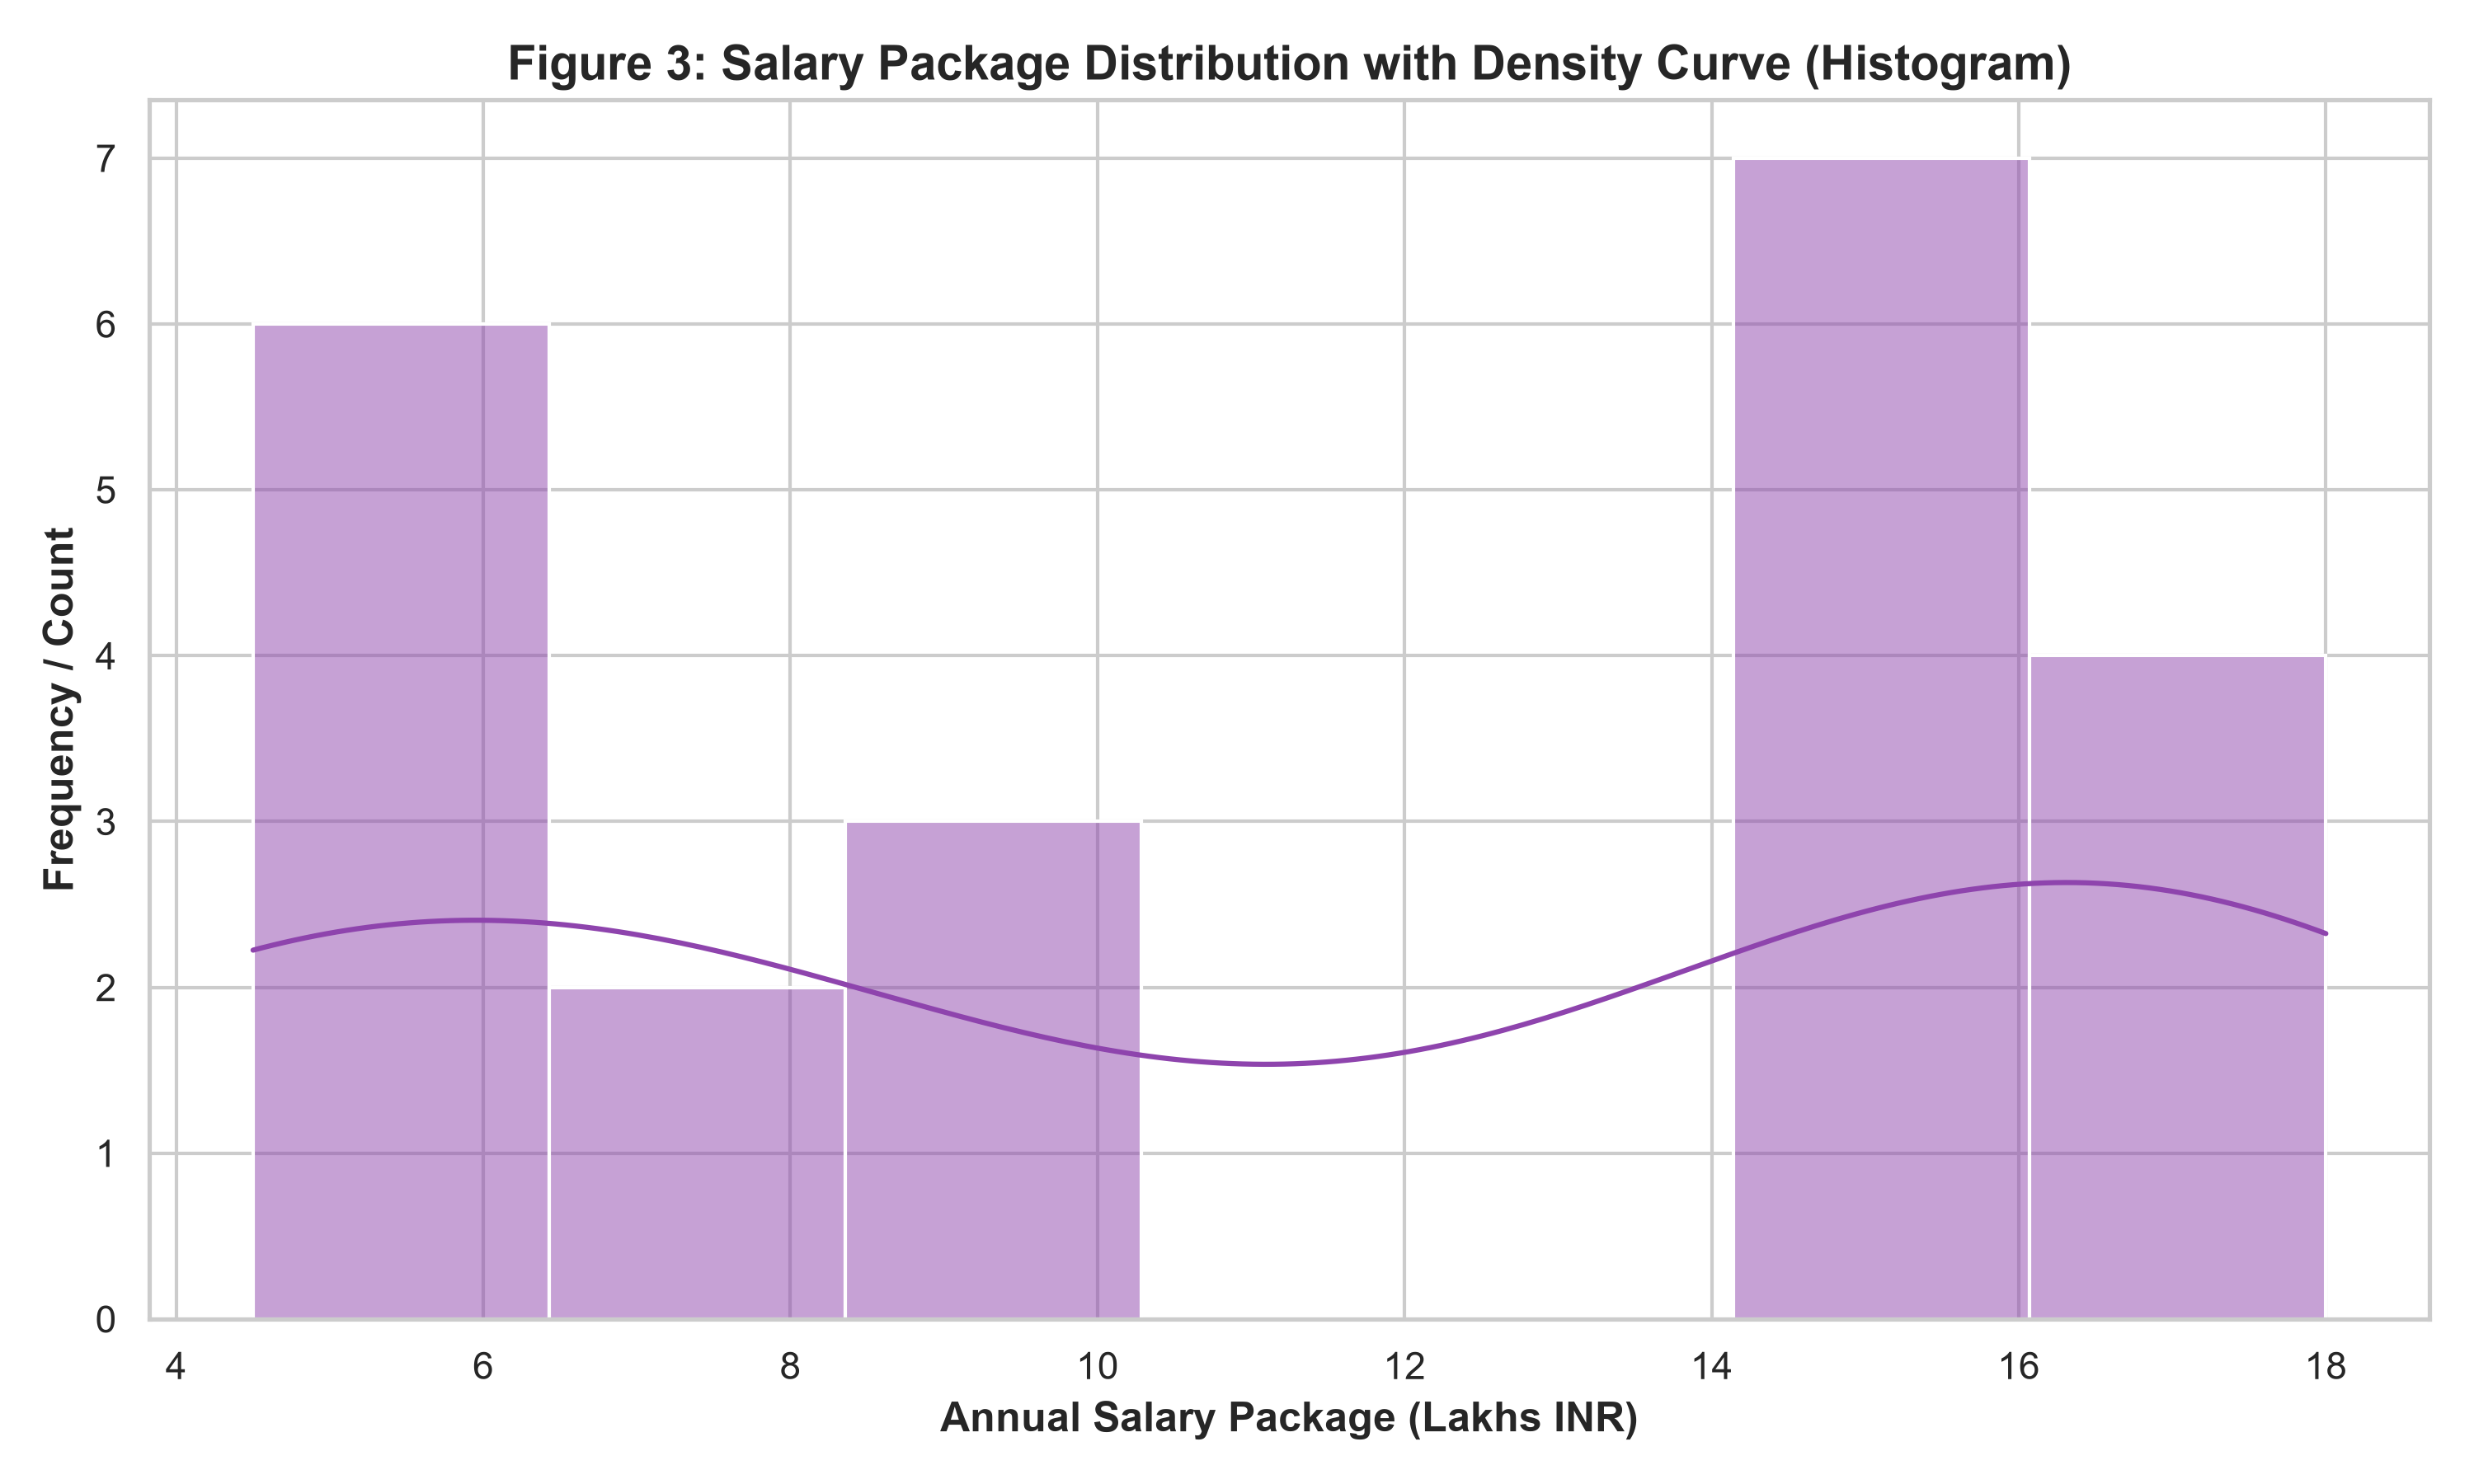 Figure 3: Salary Package Distribution with Density Curve (Histogram)
7
6
5
4
3
2
1
0
Frequency / Count
4 6 8 10 12 14 16 18
Annual Salary Package (Lakhs INR)